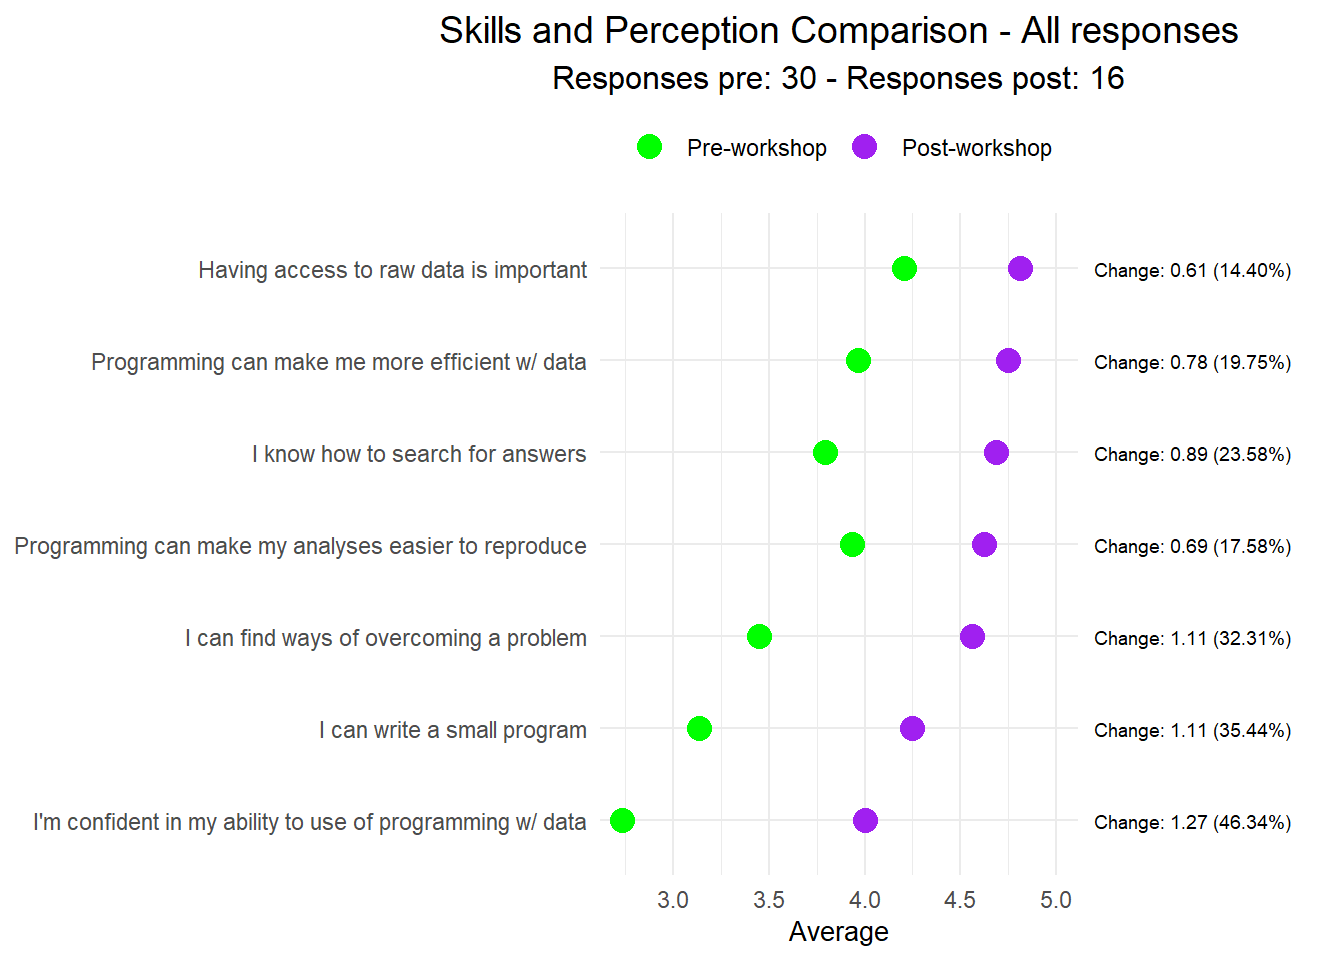 Skills and Perception Comparison - All responses
Responses pre: 30 - Responses post: 16
Pre-workshop Post-workshop
Having access to raw data is important Change: 0.61 (14.40%)
Programming can make me more efficient w/ data Change: 0.78 (19.75%)
I know how to search for answers Change: 0.89 (23.58%)
Programming can make my analyses easier to reproduce Change: 0.69 (17.58%)
I can find ways of overcoming a problem Change: 1.11 (32.31%)
I can write a small program Change: 1.11 (35.44%)
I'm confident in my ability to use of programming w/ data Change: 1.27 (46.34%)
3.0 3.5 4.0 4.5 5.0
Average